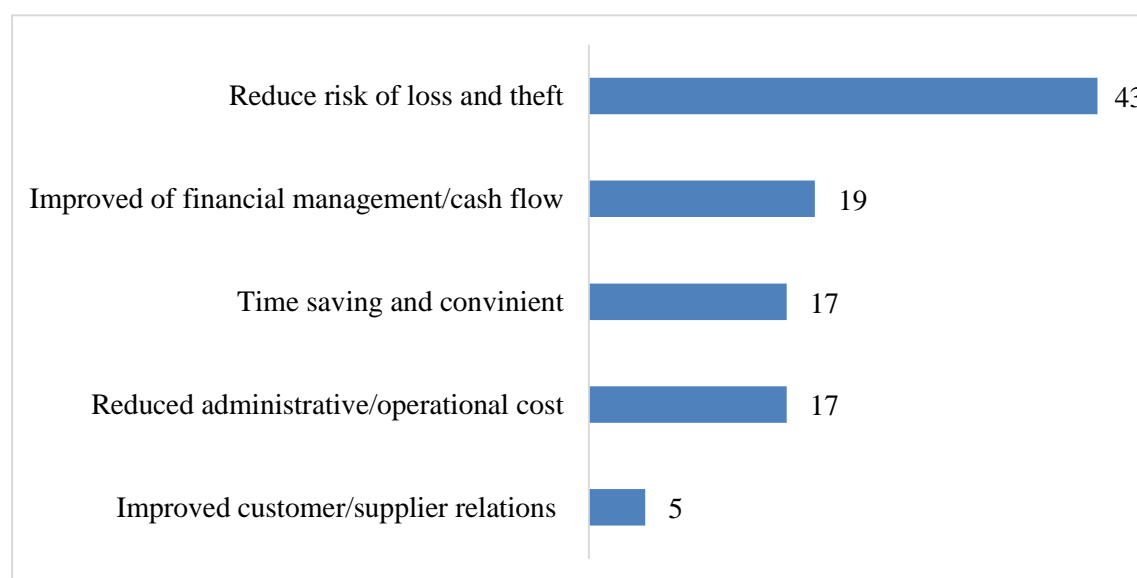 Reduce risk of loss and theft 43
Improved of financial management/cash flow 19
Time saving and convinient 17
Reduced administrative/operational cost 17
Improved customer/supplier relations 5